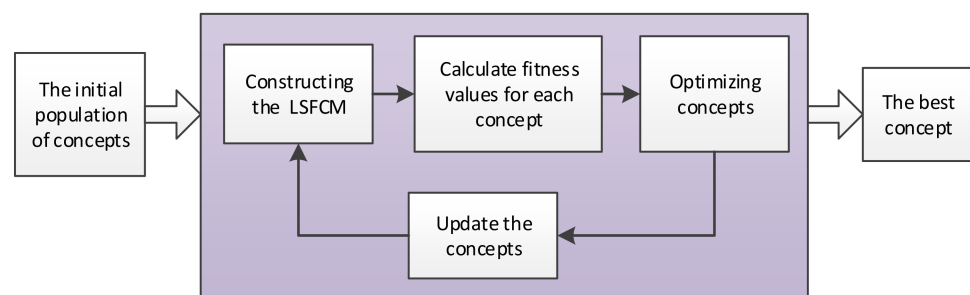 The initial
population
of concepts
Constructing
the LSFCM
Calculate fitness
values for each
concept
Optimizing
concepts
Update the
concepts
The best
concept